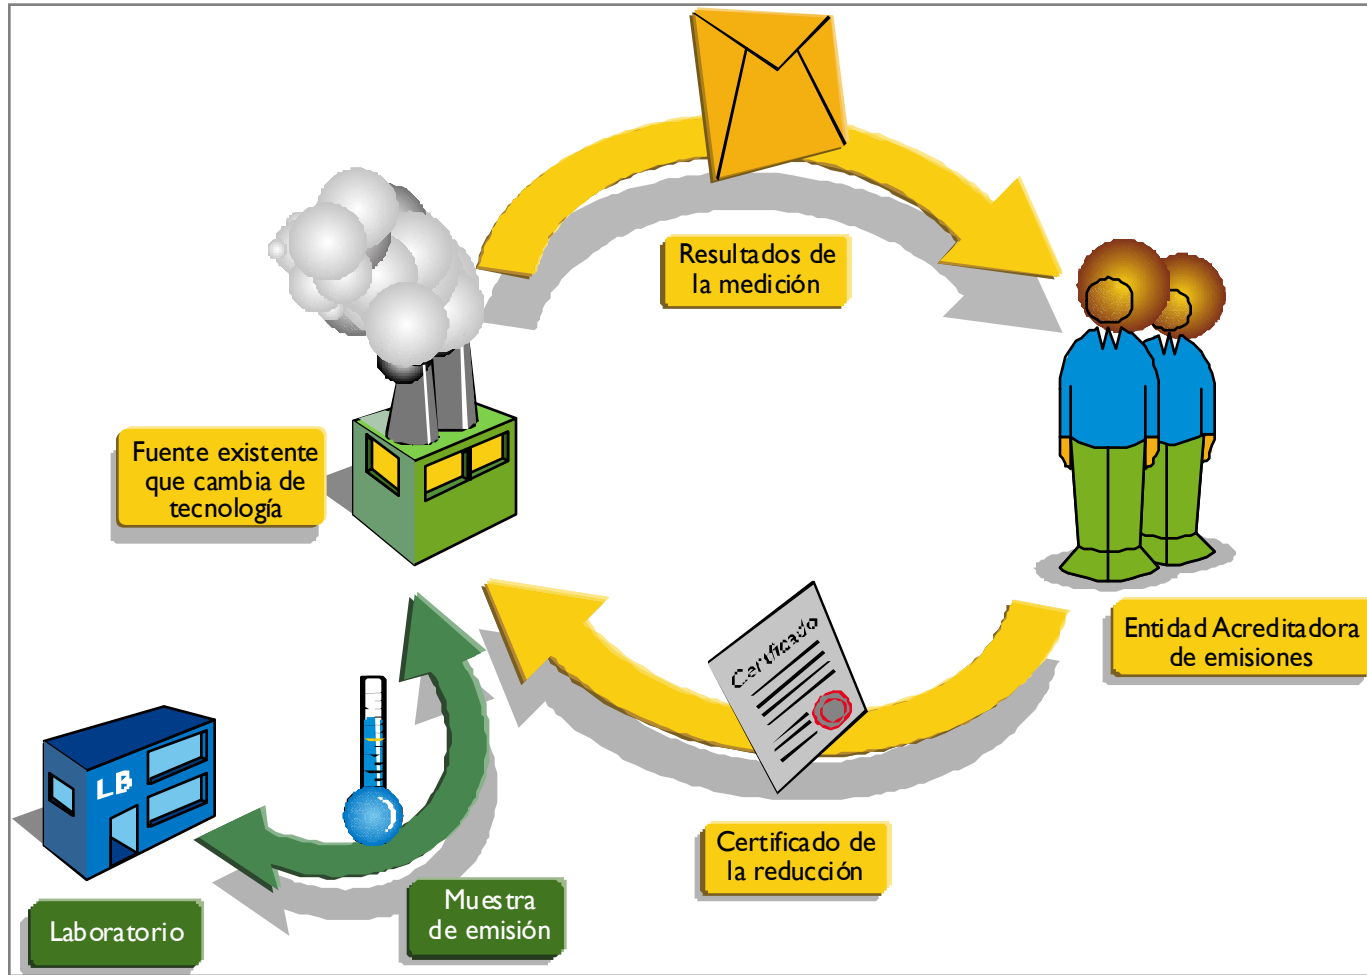 Resultados de
la medición
Fuente existente
que cambia de
tecnología
Entidad Acreditadora
de emisiones
Certificado
Certificado de
la reducción
LB
Laboratorio
Muestra
de emisión